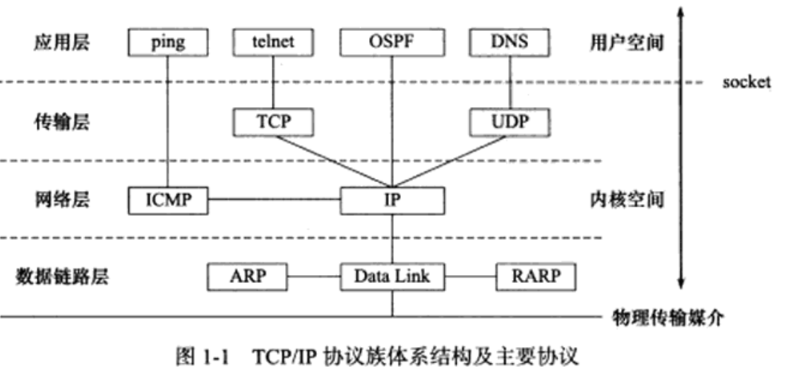 应用层 ping telnet OSPF DNS 用户空间
socket
传输层 TCP UDP
网络层 ICMP IP 内核空间
数据链路层 ARP Data Link RARP
物理传输媒介
图 1-1 TCP/IP 协议族体系结构及主要协议